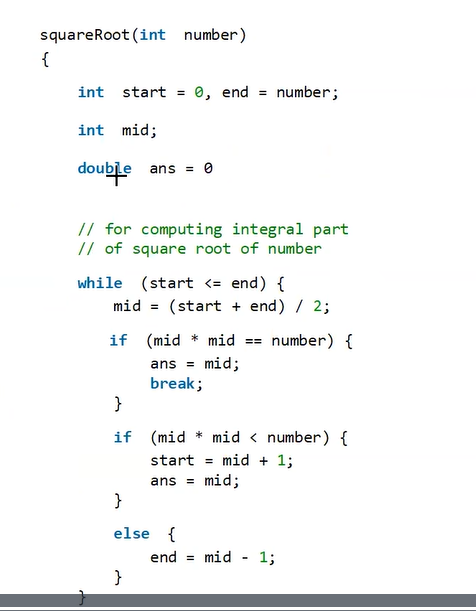 squareRoot(int number)
{
int start = 0, end = number;
int mid;
double ans = 0
// for computing integral part
// of square root of number
while (start <= end) {
mid = (start + end) / 2;
if (mid * mid == number) {
ans = mid;
break;
}
if (mid * mid < number) {
start = mid + 1;
ans = mid;
}
else {
end = mid - 1;
}
}